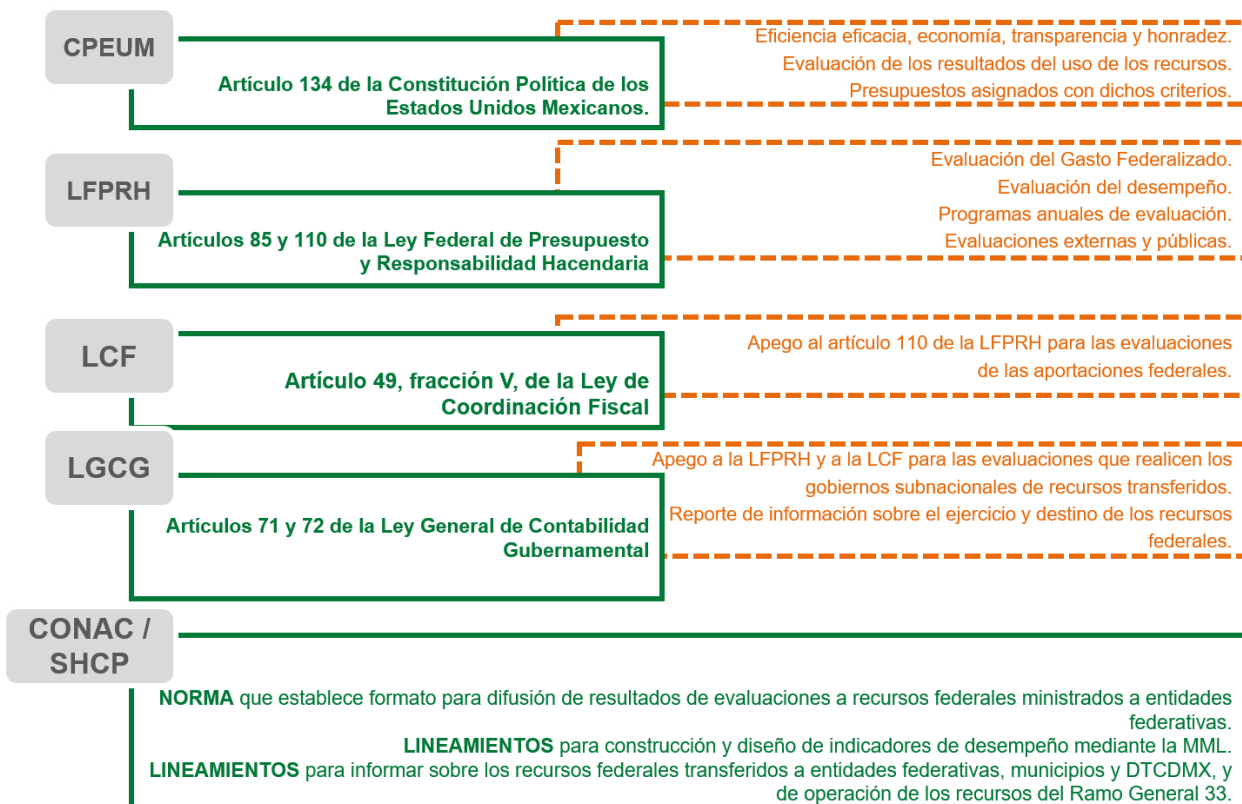 CPEUM
Artículo 134 de la Constitución Política de los
Estados Unidos Mexicanos.
Eficiencia eficacia, economía, transparencia y honradez.
Evaluación de los resultados del uso de los recursos.
Presupuestos asignados con dichos criterios.
LFPRH
Artículos 85 y 110 de la Ley Federal de Presupuesto
y Responsabilidad Hacendaria
Evaluación del Gasto Federalizado.
Evaluación del desempeño.
Programas anuales de evaluación.
Evaluaciones externas y públicas.
LCF
Artículo 49, fracción V, de la Ley de
Coordinación Fiscal
Apego al artículo 110 de la LFPRH para las evaluaciones
de las aportaciones federales.
LGCG
Artículos 71 y 72 de la Ley General de Contabilidad
Gubernamental
Apego a la LFPRH y a la LCF para las evaluaciones que realicen los
gobiernos subnacionales de recursos transferidos.
Reporte de información sobre el ejercicio y destino de los recursos
federales.
CONAC /
SHCP
NORMA que establece formato para difusión de resultados de evaluaciones a recursos federales ministrados a entidades
federativas.
LINEAMIENTOS para construcción y diseño de indicadores de desempeño mediante la MML.
LINEAMIENTOS para informar sobre los recursos federales transferidos a entidades federativas, municipios y DTCDMX, y
de operación de los recursos del Ramo General 33.